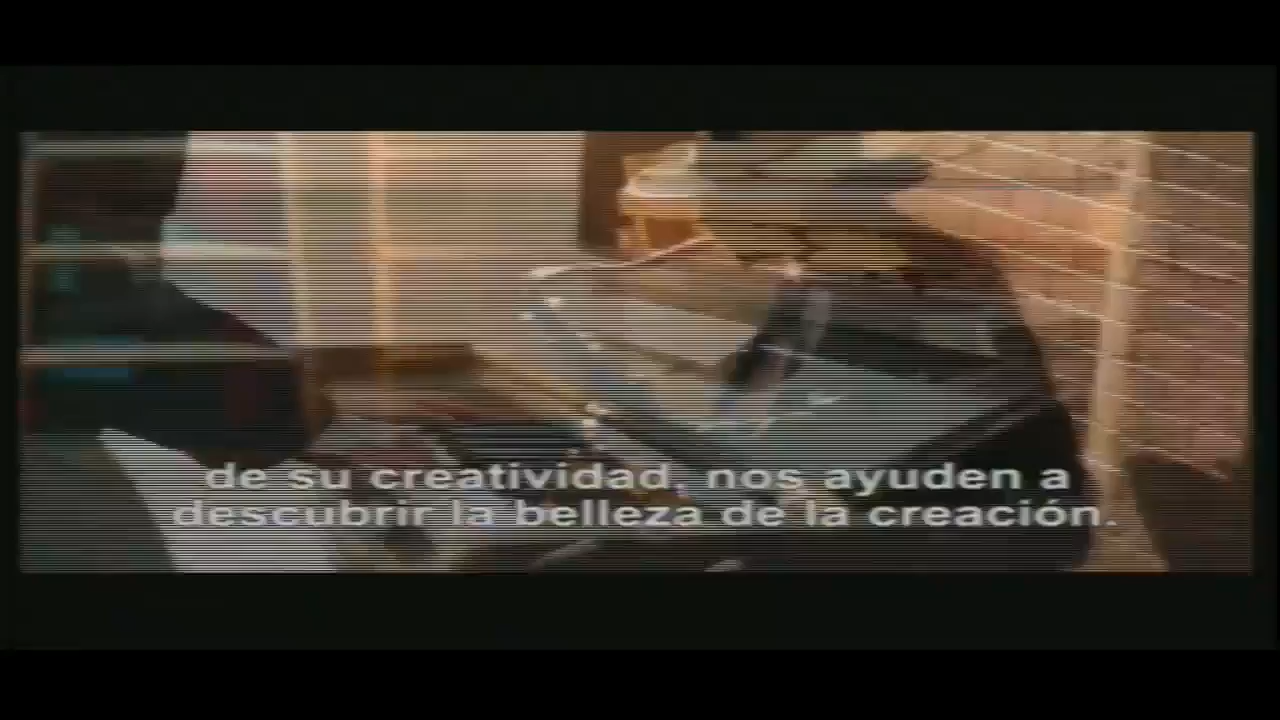 de su creatividad, nos ayuden a
descubrir la belleza de la creación.